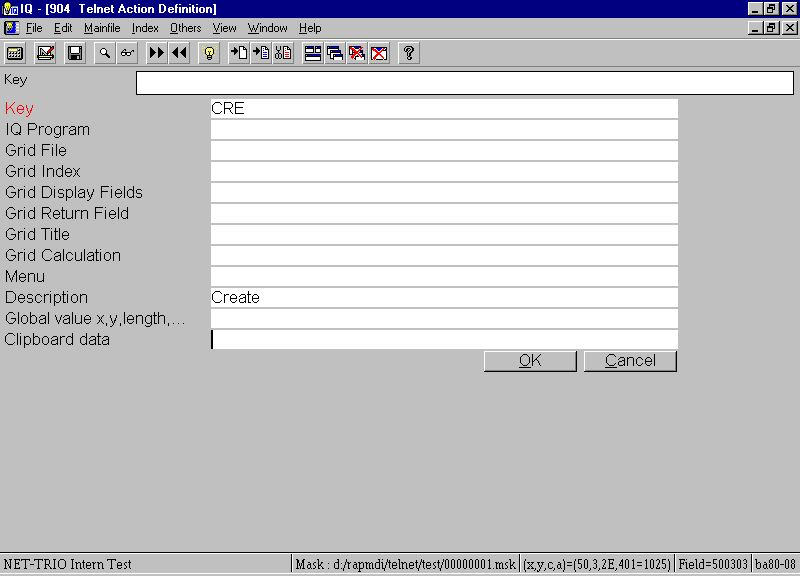 IQ - [904 Telnet Action Definition]
File Edit Mainfile Index Others View Window Help
Key
Key CRE
IQ Program
Grid File
Grid Index
Grid Display Fields
Grid Return Field
Grid Title
Grid Calculation
Menu
Description Create
Global value x,y,length,...
Clipboard data
OK Cancel
NET-TRIO Intern Test Mask : d:/rapmdi/telnet/test/00000001.msk (x,y,c,a)=(50,3,2E,401=1025) Field=500303 ba80-08